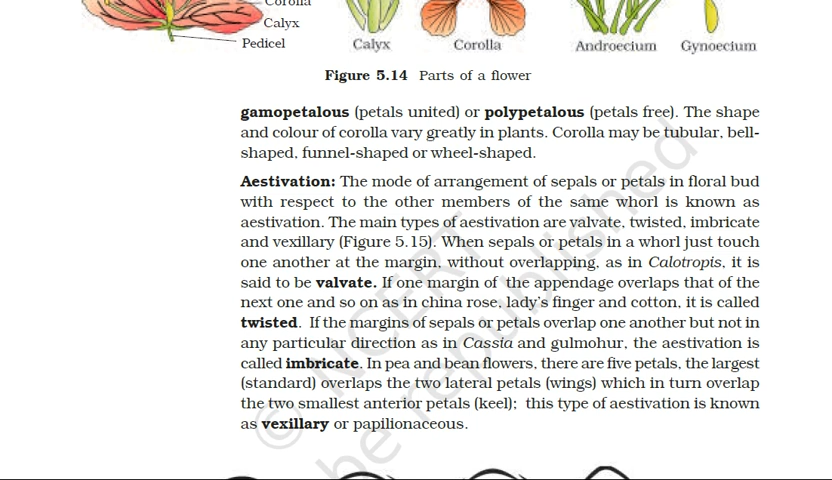 Corolla
Calyx
Pedicel
Calyx
Corolla
Androecium
Gynoecium
Figure 5.14 Parts of a flower
gamopetalous (petals united) or polypetalous (petals free). The shape
and colour of corolla vary greatly in plants. Corolla may be tubular, bell-
shaped, funnel-shaped or wheel-shaped.
Aestivation: The mode of arrangement of sepals or petals in floral bud
with respect to the other members of the same whorl is known as
aestivation. The main types of aestivation are valvate, twisted, imbricate
and vexillary (Figure 5.15). When sepals or petals in a whorl just touch
one another at the margin, without overlapping, as in Calotropis, it is
said to be valvate. If one margin of the appendage overlaps that of the
next one and so on as in china rose, lady's finger and cotton, it is called
twisted. If the margins of sepals or petals overlap one another but not in
any particular direction as in Cassia and gulmohur, the aestivation is
called imbricate. In pea and bean flowers, there are five petals, the largest
(standard) overlaps the two lateral petals (wings) which in turn overlap
the two smallest anterior petals (keel); this type of aestivation is known
as vexillary or papilionaceous.
© NCERT
be republished